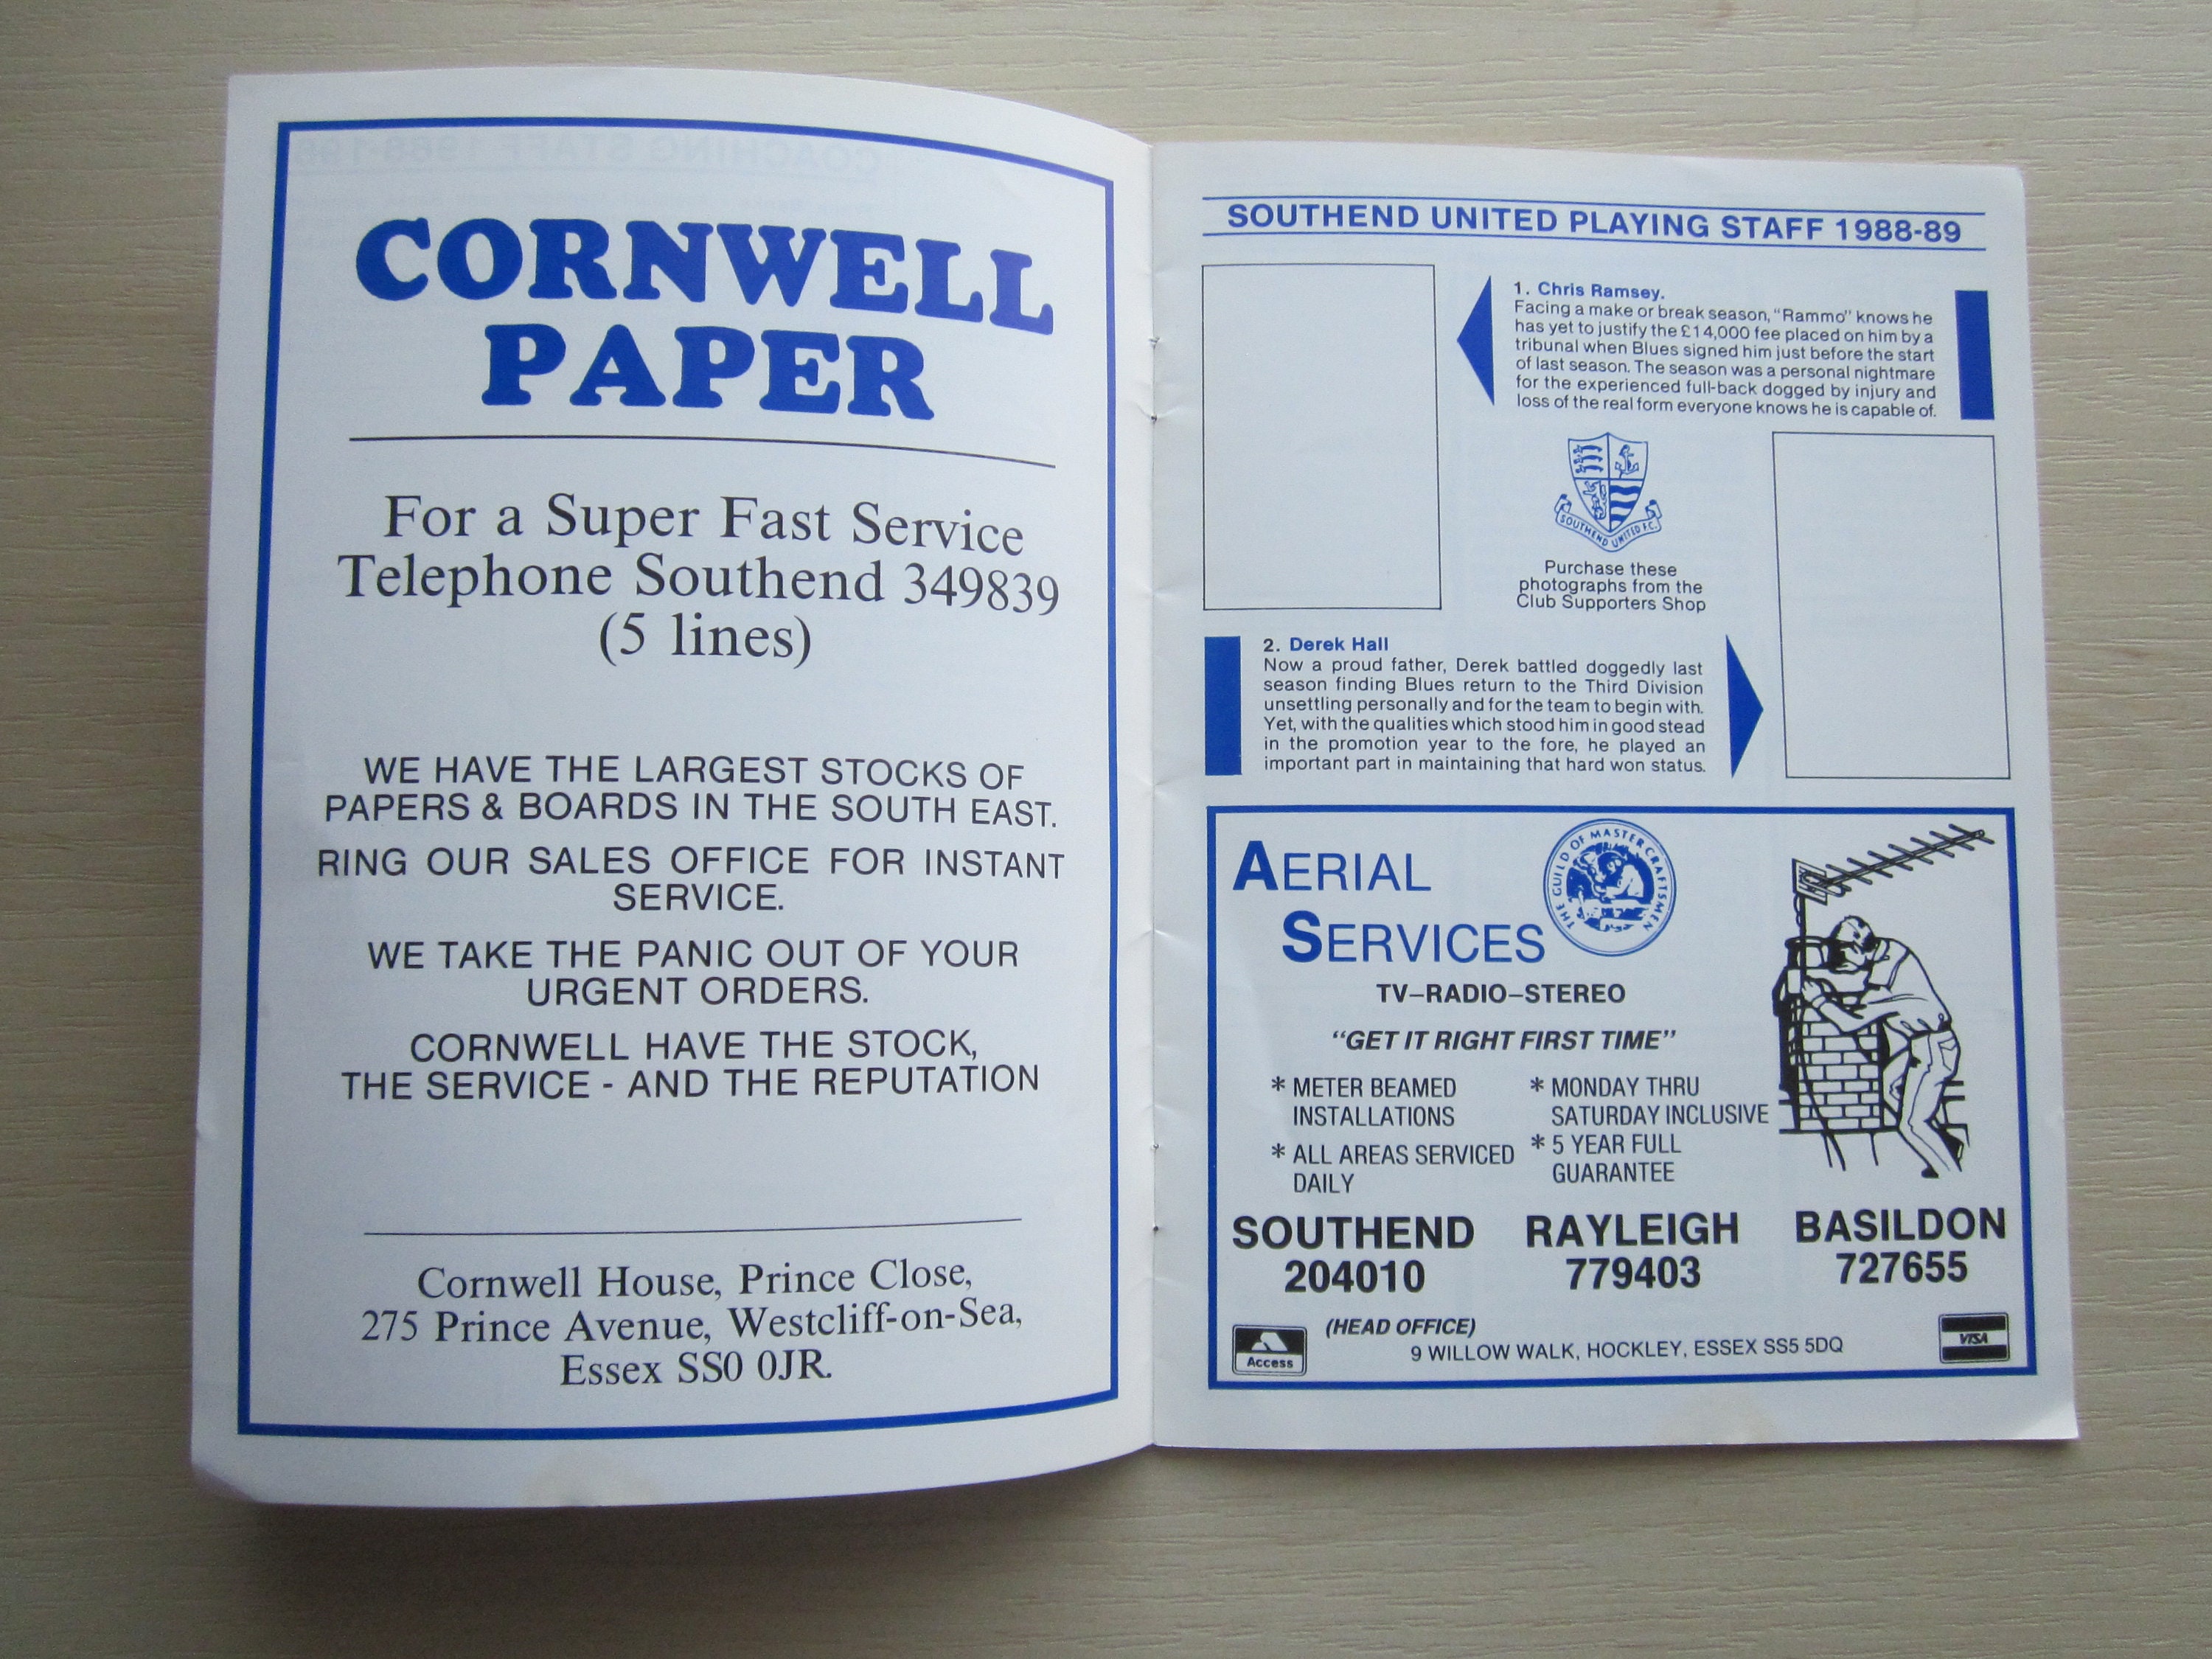 CORNWELL
PAPER
For a Super Fast Service
Telephone Southend 349839
(5 lines)
WE HAVE THE LARGEST STOCKS OF
PAPERS & BOARDS IN THE SOUTH EAST.
RING OUR SALES OFFICE FOR INSTANT
SERVICE.
WE TAKE THE PANIC OUT OF YOUR
URGENT ORDERS.
CORNWELL HAVE THE STOCK,
THE SERVICE - AND THE REPUTATION
Cornwell House, Prince Close,
275 Prince Avenue, Westcliff-on-Sea,
Essex SS0 0JR.
SOUTHEND UNITED PLAYING STAFF 1988-89
1. Chris Ramsey.
Facing a make or break season, "Rammo" knows he
has yet to justify the £14,000 fee placed on him by a
tribunal when Blues signed him just before the start
of last season. The season was a personal nightmare
for the experienced full-back dogged by injury and
loss of the real form everyone knows he is capable of.
SOUTHEND UNITED F.C.
Purchase these
photographs from the
Club Supporters Shop
2. Derek Hall
Now a proud father, Derek battled doggedly last
season finding Blues return to the Third Division
unsettling personally and for the team to begin with.
Yet, with the qualities which stood him in good stead
in the promotion year to the fore, he played an
important part in maintaining that hard won status.
AERIAL
SERVICES
THE GUILD OF MASTER CRAFTSMEN
TV–RADIO–STEREO
"GET IT RIGHT FIRST TIME"
* METER BEAMED
INSTALLATIONS
* ALL AREAS SERVICED
DAILY
* MONDAY THRU
SATURDAY INCLUSIVE
* 5 YEAR FULL
GUARANTEE
SOUTHEND
204010
RAYLEIGH
779403
BASILDON
727655
(HEAD OFFICE)
9 WILLOW WALK, HOCKLEY, ESSEX SS5 5DQ
Access
VISA